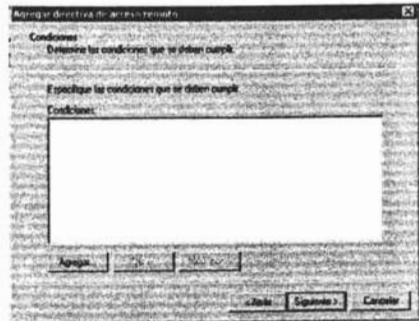 Agregar directiva de acceso remoto
Condiciones
Determine las condiciones que se deben cumplir.
Especifique las condiciones que se deben cumplir.
Condiciones:
Agregar...
< Atrás
Siguiente >
Cancelar